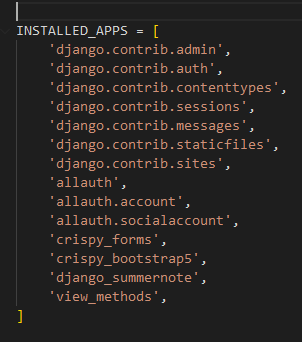 INSTALLED_APPS = [
    'django.contrib.admin',
    'django.contrib.auth',
    'django.contrib.contenttypes',
    'django.contrib.sessions',
    'django.contrib.messages',
    'django.contrib.staticfiles',
    'django.contrib.sites',
    'allauth',
    'allauth.account',
    'allauth.socialaccount',
    'crispy_forms',
    'crispy_bootstrap5',
    'django_summernote',
    'view_methods',
]